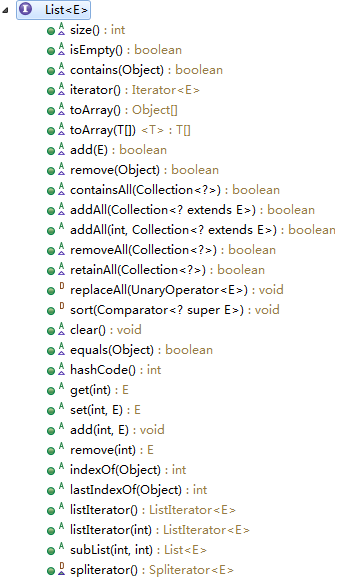 I List<E>
A size() : int
A isEmpty() : boolean
A contains(Object) : boolean
A iterator() : Iterator<E>
A toArray() : Object[]
A toArray(T[]) <T> : T[]
A add(E) : boolean
A remove(Object) : boolean
A containsAll(Collection<?>) : boolean
A addAll(Collection<? extends E>) : boolean
A addAll(int, Collection<? extends E>) : boolean
A removeAll(Collection<?>) : boolean
A retainAll(Collection<?>) : boolean
D replaceAll(UnaryOperator<E>) : void
D sort(Comparator<? super E>) : void
A clear() : void
A equals(Object) : boolean
A hashCode() : int
A get(int) : E
A set(int, E) : E
A add(int, E) : void
A remove(int) : E
A indexOf(Object) : int
A lastIndexOf(Object) : int
A listIterator() : ListIterator<E>
A listIterator(int) : ListIterator<E>
A subList(int, int) : List<E>
D spliterator() : Spliterator<E>